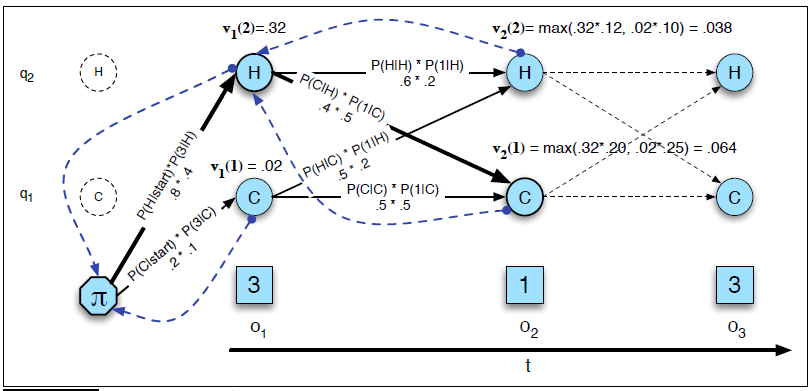 v1(2)=.32
v2(2)= max(.32*.12, .02*.10) = .038
q2
H
H
P(H|H) * P(1|H)
.6 * .2
H
H
P(C|H) * P(1|C)
.4 * .5
P(H|start)*P(3|H)
.8 * .4
v1(1) = .02
P(H|C) * P(1|H)
.5 * .2
v2(1) = max(.32*.20, .02*.25) = .064
q1
C
C
P(C|C) * P(1|C)
.5 * .5
C
C
P(C|start) * P(3|C)
.2 * .1
π
3
1
3
o1
o2
o3
t